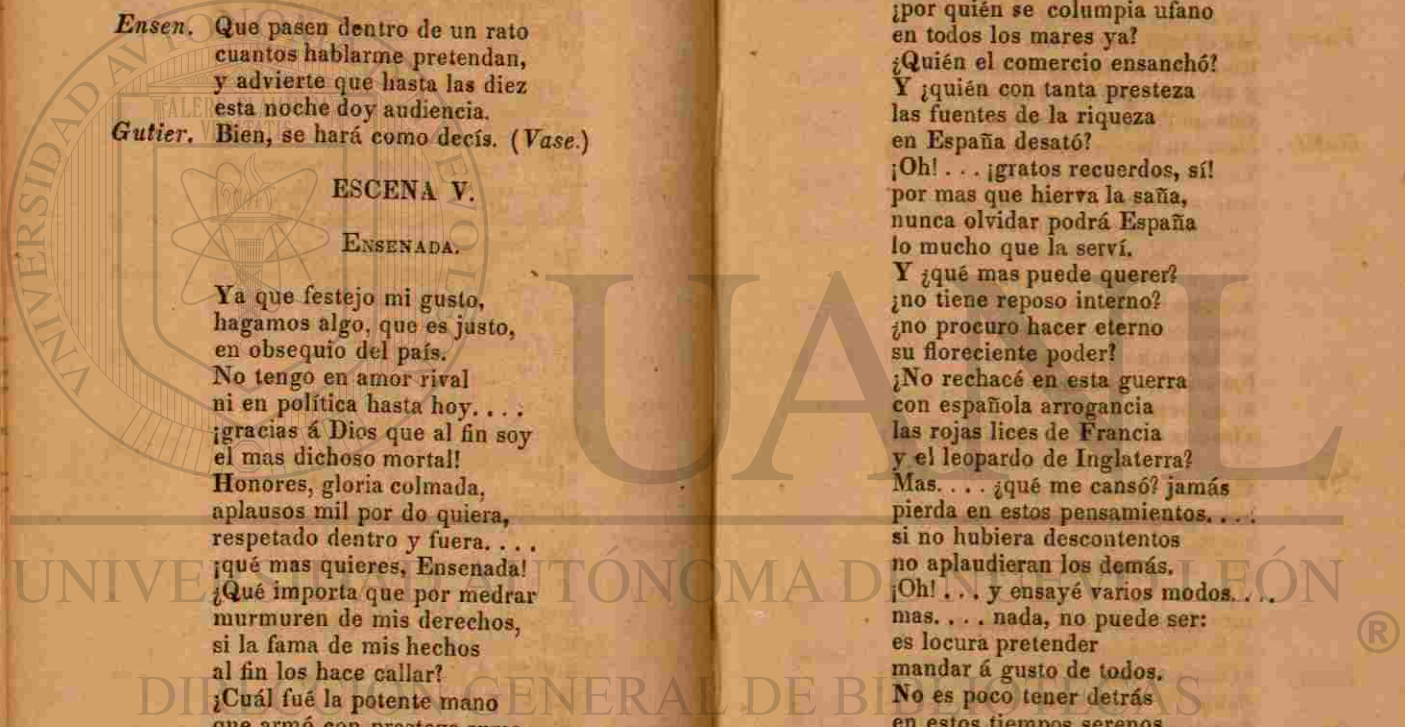 Ensen. Que pasen dentro de un rato
cuantos hablarme pretendan,
y advierte que hasta las diez
esta noche doy audiencia.
Gutier. Bien, se hará como decís. (Vase.)
ESCENA V.
ENSENADA.
Ya que festejo mi gusto,
hagamos algo, que es justo,
en obsequio del país.
No tengo en amor rival
ni en política hasta hoy. . . .
¡gracias á Dios que al fin soy
el mas dichoso mortal!
Honores, gloria colmada,
aplausos mil por do quiera,
respetado dentro y fuera. . . .
¡qué mas quieres, Ensenada!
¿Qué importa que por medrar
murmuren de mis derechos,
si la fama de mis hechos
al fin los hace callar?
¿Cuál fué la potente mano
que armó con presteza
¿por quién se columpia ufano
en todos los mares ya?
¿Quién el comercio ensanchó?
Y ¿quién con tanta presteza
las fuentes de la riqueza
en España desató?
¡Oh! . . . ¡gratos recuerdos, sí!
por mas que hierva la saña,
nunca olvidar podrá España
lo mucho que la serví.
Y ¿qué mas puede querer?
¿no tiene reposo interno?
¿no procuro hacer eterno
su floreciente poder?
¿No rechacé en esta guerra
con española arrogancia
las rojas lices de Francia
y el leopardo de Inglaterra?
Mas. . . . ¿qué me cansó? jamás
pierda en estos pensamientos. . . .
si no hubiera descontentos
no aplaudieran los demás.
¡Oh! . . . y ensayé varios modos. . . .
mas. . . . nada, no puede ser:
es locura pretender
mandar á gusto de todos.
No es poco tener detrás
en estos tiempos serenos
UANL
UNIVERSIDAD AUTÓNOMA DE NUEVO LEÓN
®
DIRECCIÓN GENERAL DE BIBLIOTECAS